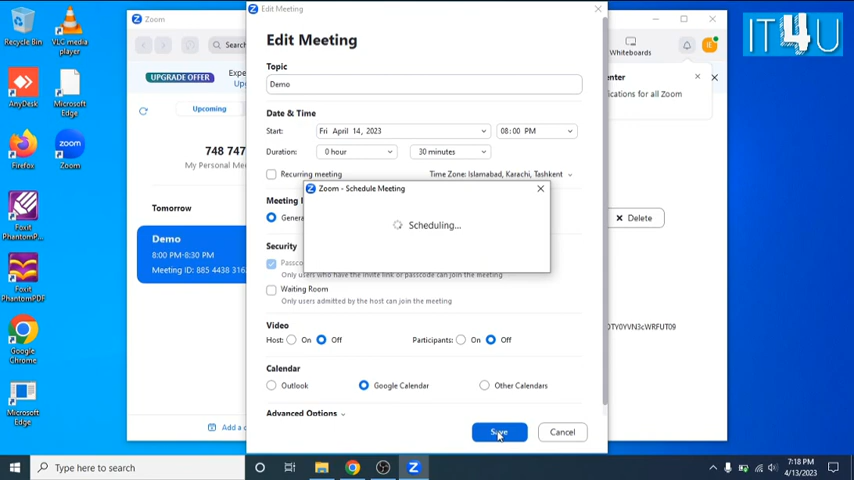 Recycle Bin
VLC media player
AnyDesk
Microsoft Edge
Firefox
Zoom
Foxit PhantomP...
Foxit PhantomPDF
Google Chrome
Microsoft Edge
Zoom
Search
UPGRADE OFFER
Upcoming
748 747
My Personal Me
Tomorrow
Demo
8:00 PM-8:30 PM
Meeting ID: 885 4438 316
Add a c
Edit Meeting
Edit Meeting
Topic
Demo
Date & Time
Start:
Fri April 14, 2023
08:00 PM
Duration:
0 hour
30 minutes
Recurring meeting
Time Zone: Islamabad, Karachi, Tashkent
Zoom - Schedule Meeting
Scheduling...
Security
Only users who have the invite link or passcode can join the meeting
Waiting Room
Only users admitted by the host can join the meeting
Video
Host:
On
Off
Participants:
On
Off
Calendar
Outlook
Google Calendar
Other Calendars
Advanced Options
Save
Cancel
Whiteboards
IE
enter
ications for all Zoom
Delete
IT4U
Type here to search
7:18 PM
4/13/2023